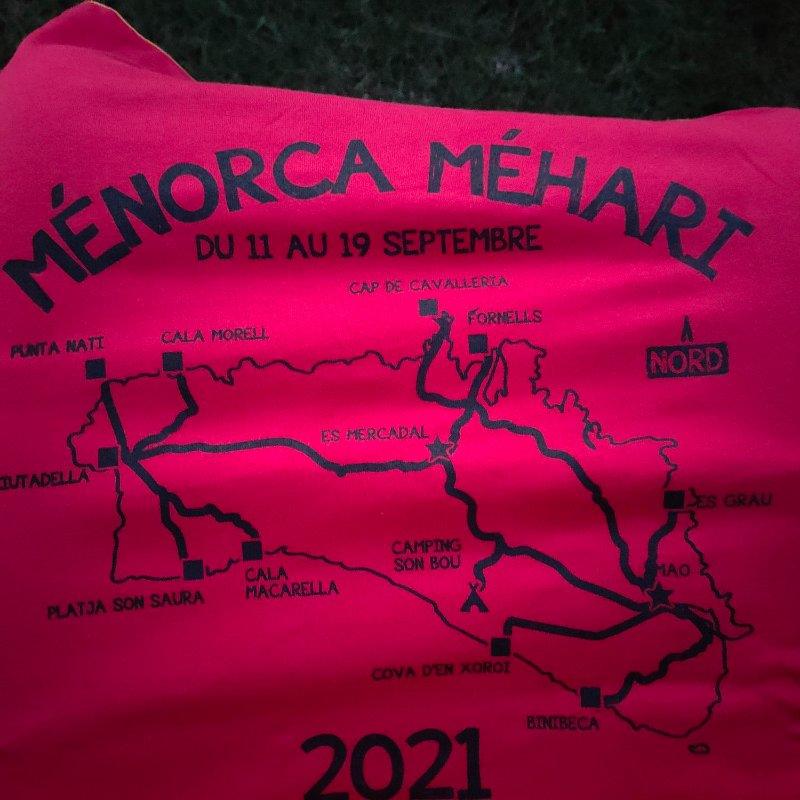 MÉNORCA MÉHARI
DU 11 AU 19 SEPTEMBRE
CAP DE CAVALLERIA
FORNELLS
PUNTA NATI
CALA MORELL
NORD
ES MERCADAL
CIUTADELLA
ES GRAU
CAMPING
SON BOU
MAO
CALA
MACARELLA
PLATJA SON SAURA
COVA D'EN XOROI
BINIBECA
2021